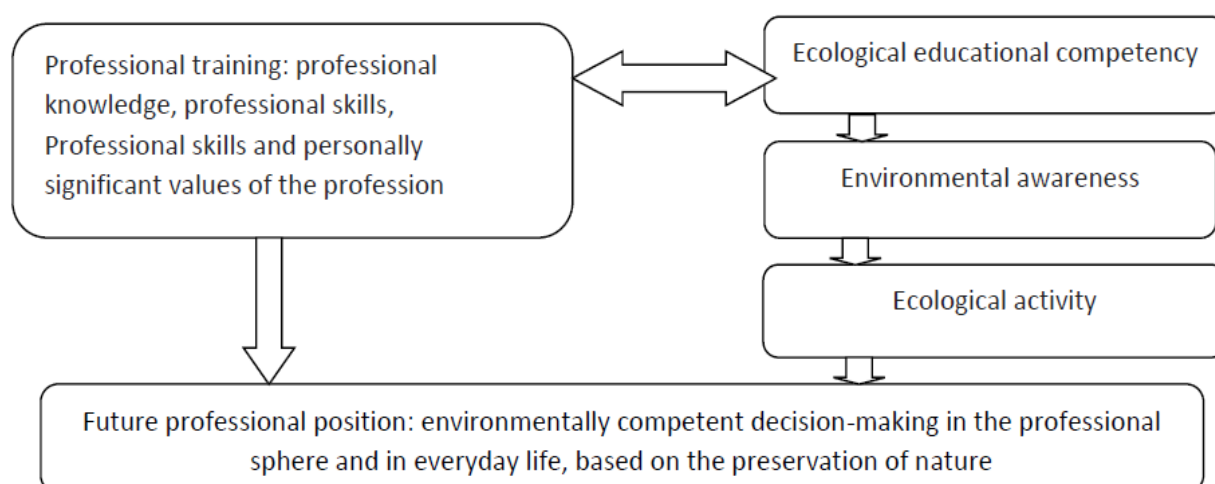 Professional training: professional
knowledge, professional skills,
Professional skills and personally
significant values of the profession
Ecological educational competency
Environmental awareness
Ecological activity
Future professional position: environmentally competent decision-making in the professional
sphere and in everyday life, based on the preservation of nature